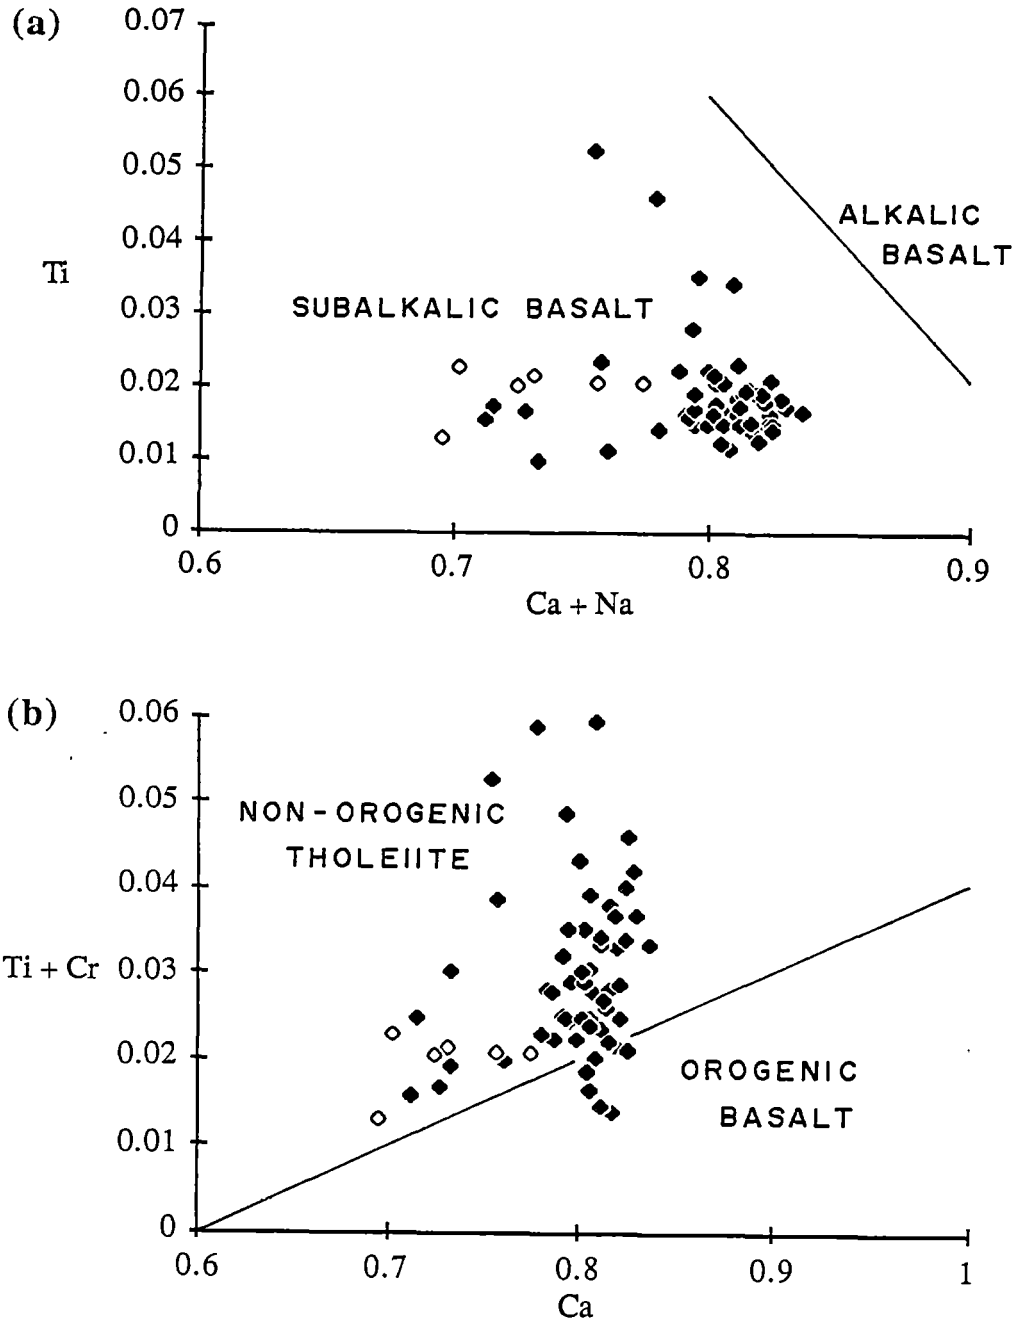 (a)
0.07
0.06
0.05
0.04
Ti
0.03
0.02
0.01
0
ALKALIC
BASALT
SUBALKALIC BASALT
0.6 0.7 0.8 0.9
Ca + Na
(b)
0.06
0.05
NON-OROGENIC
THOLEIITE
0.04
Ti + Cr 0.03
0.02
OROGENIC
BASALT
0.01
0
0.6 0.7 0.8 0.9 1
Ca